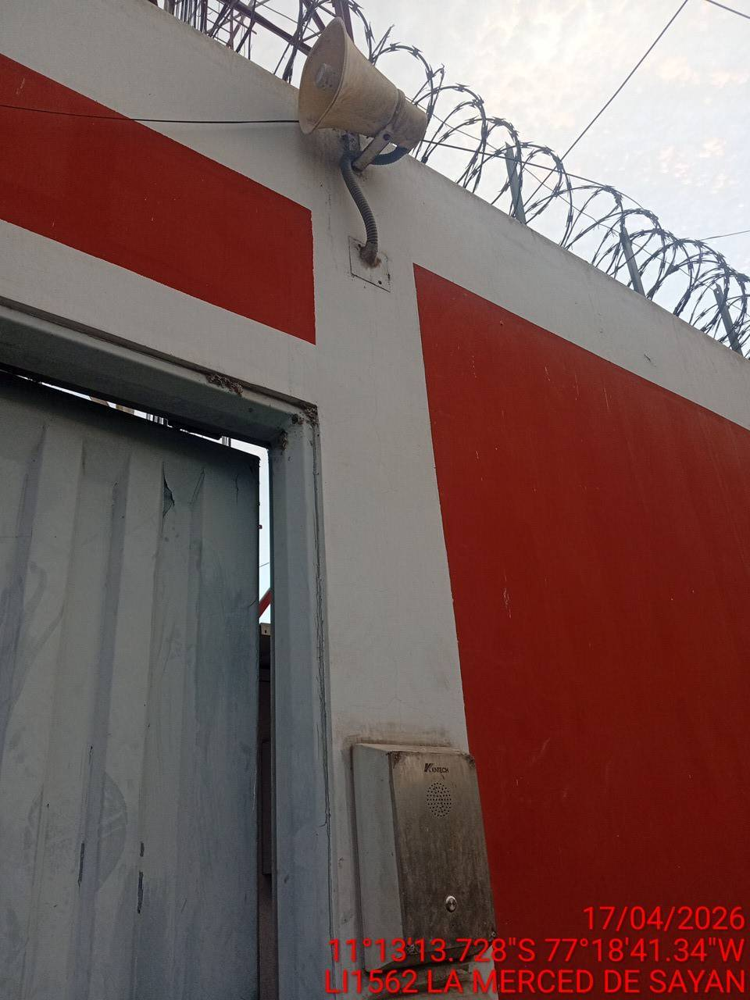 KNTECH
17/04/2026
11°13'13.728"S 77°18'41.34"W
LI1562 LA MERCED DE SAYAN